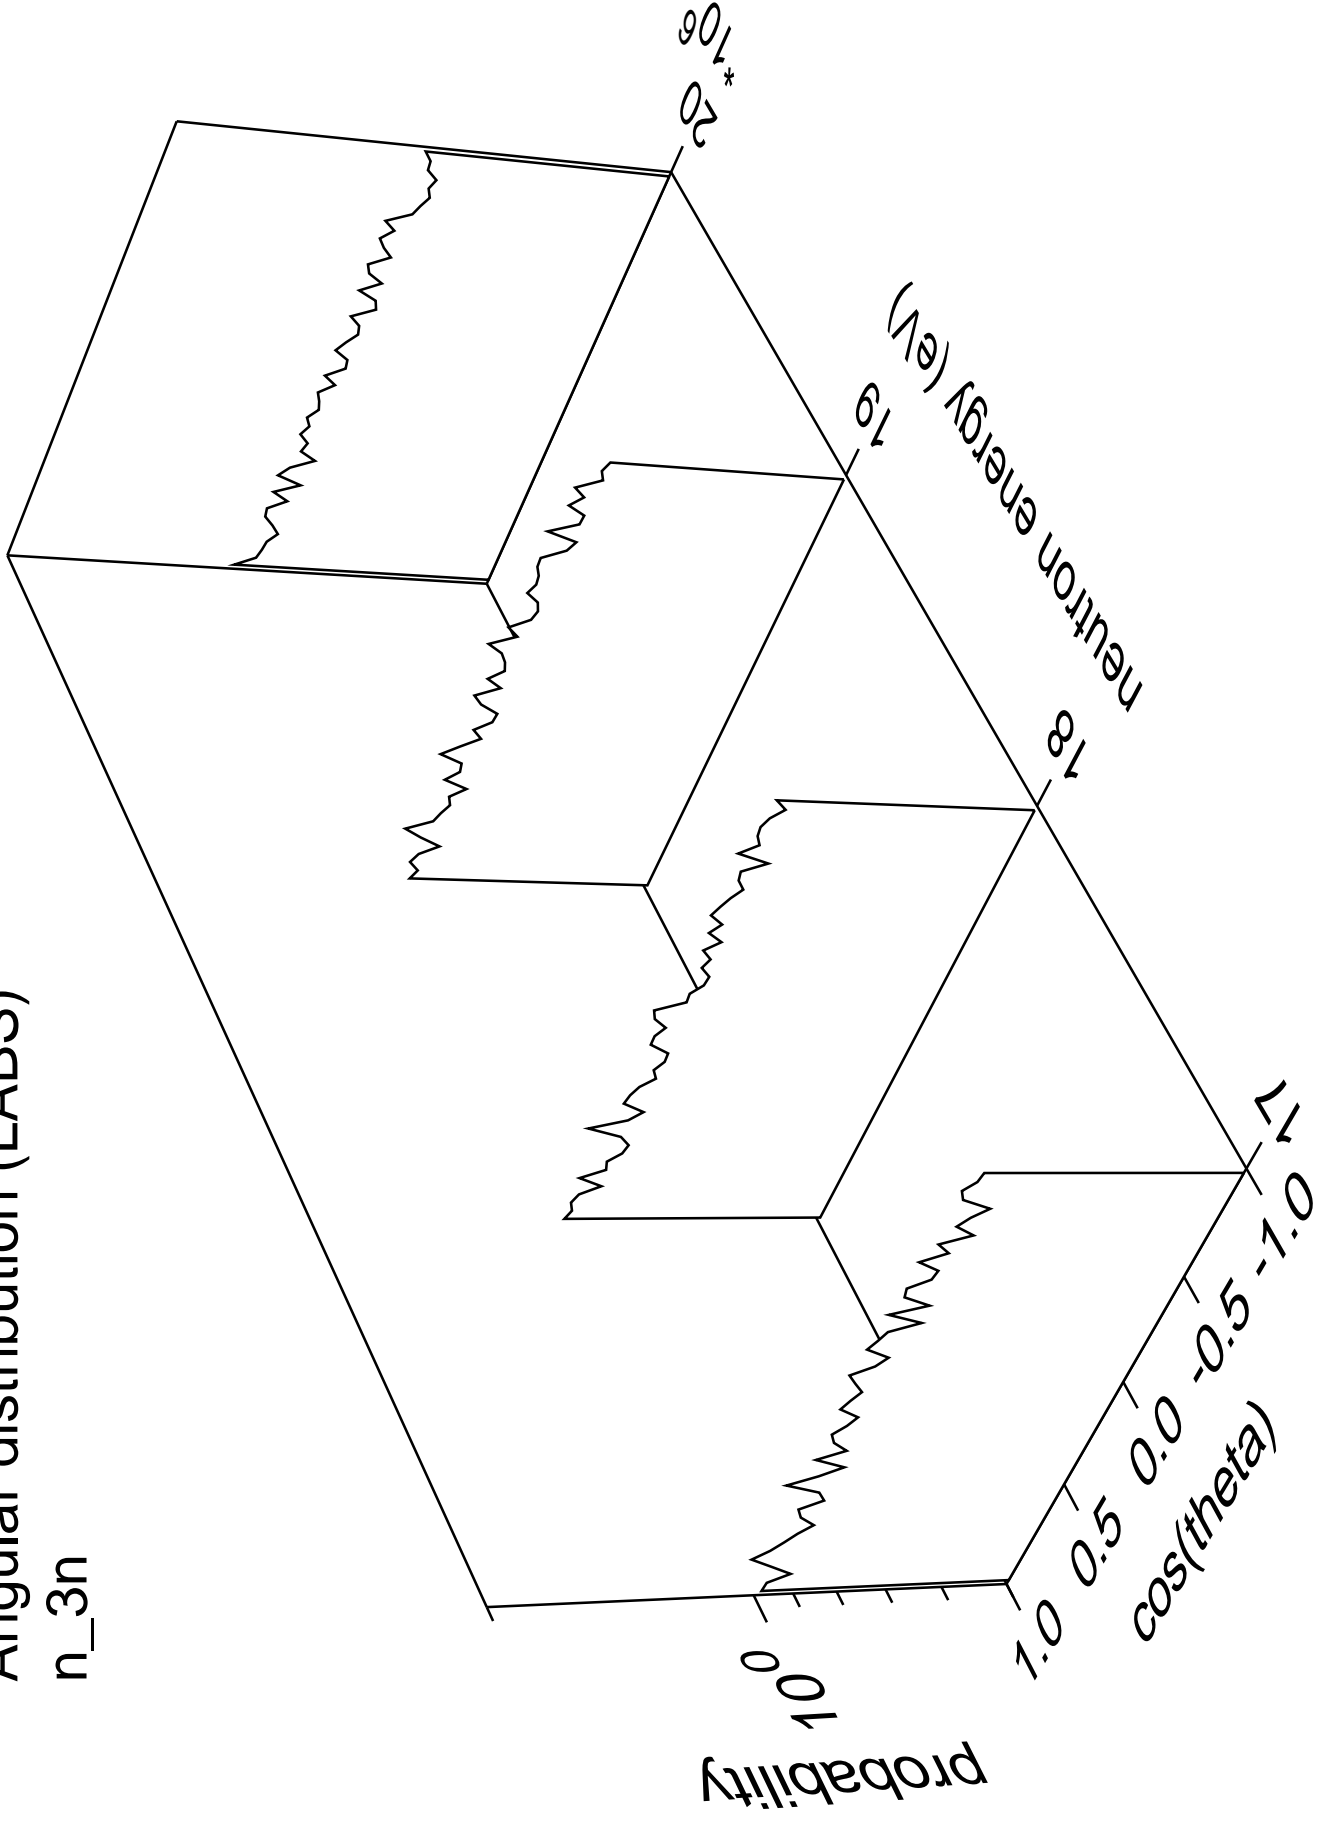 Angular distribution (LAB3)
n_3n
10 0
probability
1.0 0.5 0.0 -0.5 -1.0
cos(theta)
17 18 19 20
*10 6
neutron energy (eV)